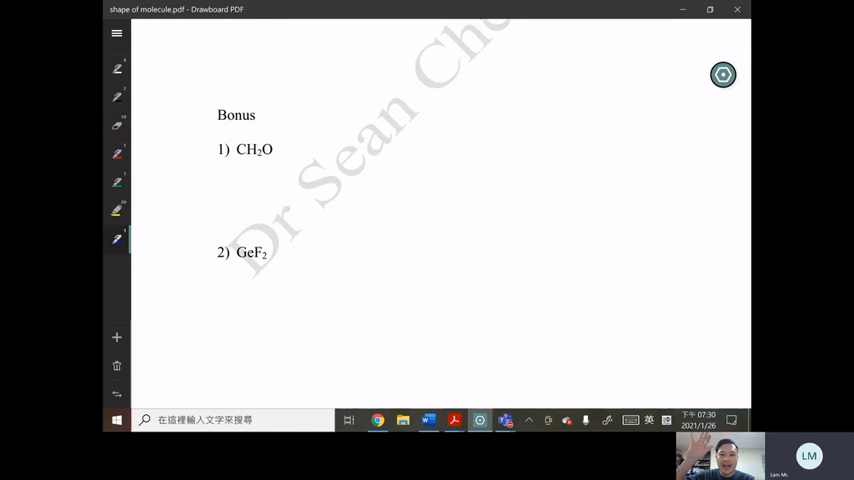 shape of molecule.pdf - Drawboard PDF
Dr Sean Che
Bonus
1) CH₂O
2) GeF₂
在這裡輸入文字來搜尋
英
下午 07:30
2021/1/26
LM
Lam Mr.